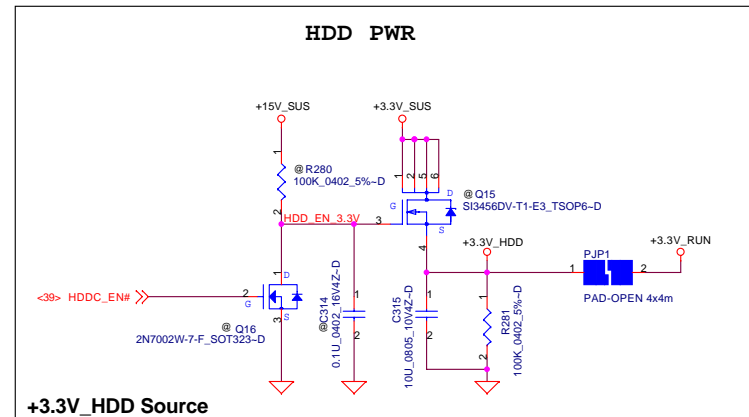 HDD PWR
+15V_SUS
+3.3V_SUS
1
@ R280
100K_0402_5%~D
2
1
2
5
6
D
@ Q15
SI3456DV-T1-E3_TSOP6~D
G
S
HDD_EN_3.3V
3
4
+3.3V_HDD
PJP1
+3.3V_RUN
1
2
PAD-OPEN 4x4m
<39> HDDC_EN#
2
G
1
D
S
3
@ Q16
2N7002W-7-F_SOT323~D
@C314
0.1U_0402_16V4Z~D
1
2
C315
10U_0805_10V4Z~D
1
2
1
R281
100K_0402_5%~D
2
+3.3V_HDD Source